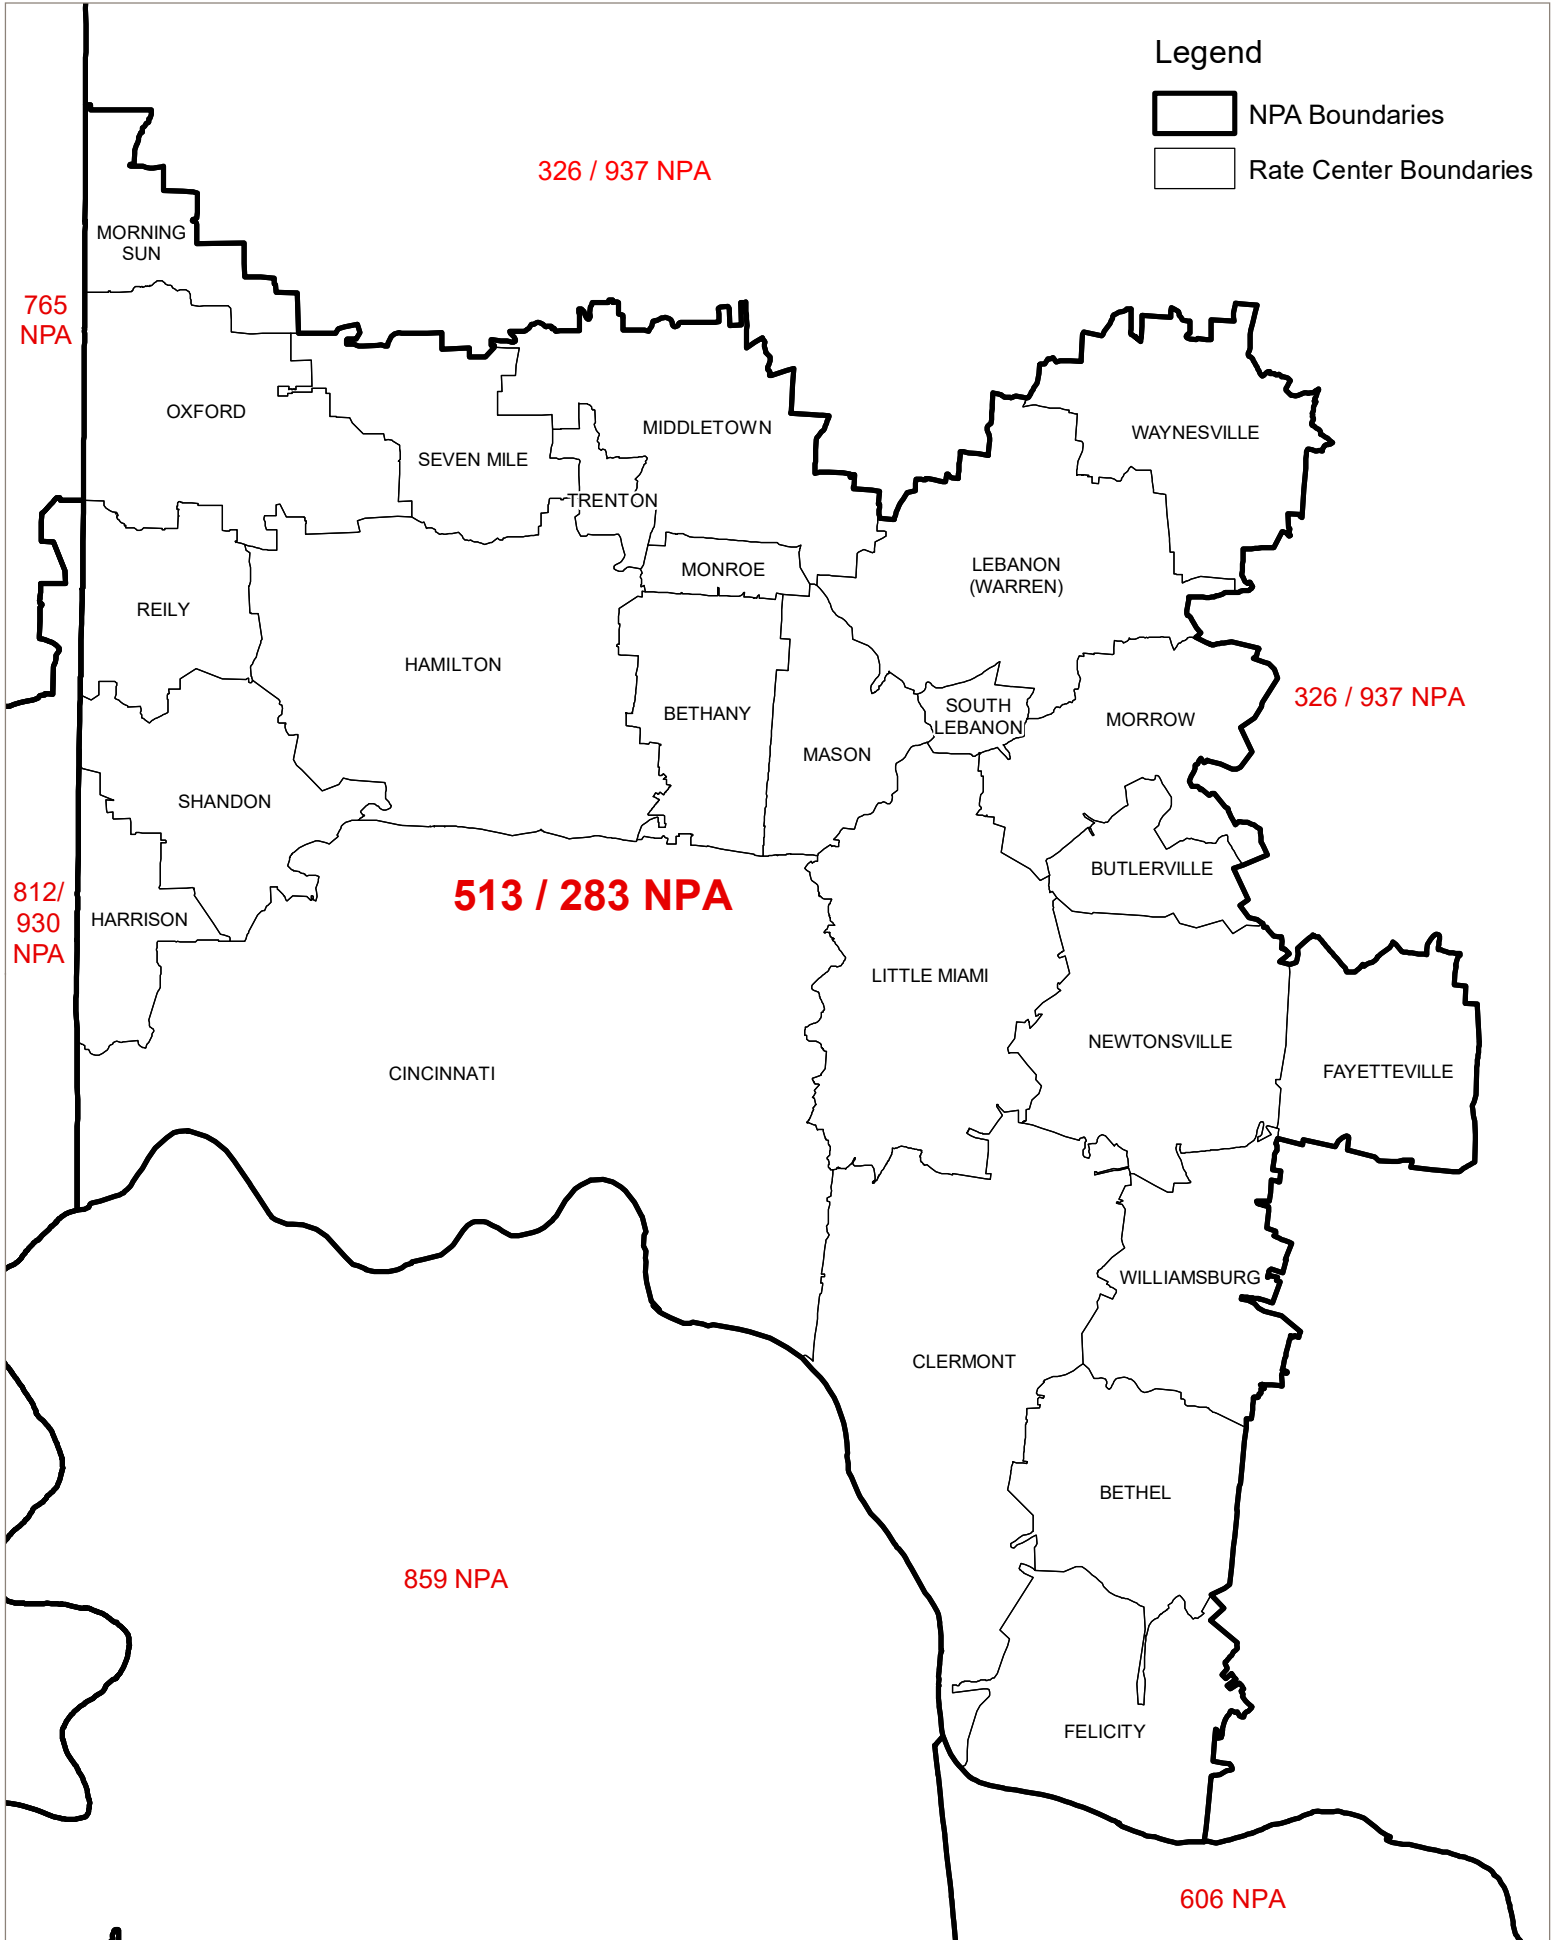 Legend
NPA Boundaries
Rate Center Boundaries
326 / 937 NPA
MORNING
SUN
765
NPA
OXFORD
SEVEN MILE
MIDDLETOWN
WAYNESVILLE
TRENTON
MONROE
LEBANON
(WARREN)
REILY
HAMILTON
BETHANY
MASON
SOUTH
LEBANON
MORROW
326 / 937 NPA
SHANDON
BUTLERVILLE
812/
930
NPA
HARRISON
513 / 283 NPA
LITTLE MIAMI
NEWTONSVILLE
FAYETTEVILLE
CINCINNATI
WILLIAMSBURG
CLERMONT
BETHEL
859 NPA
FELICITY
606 NPA